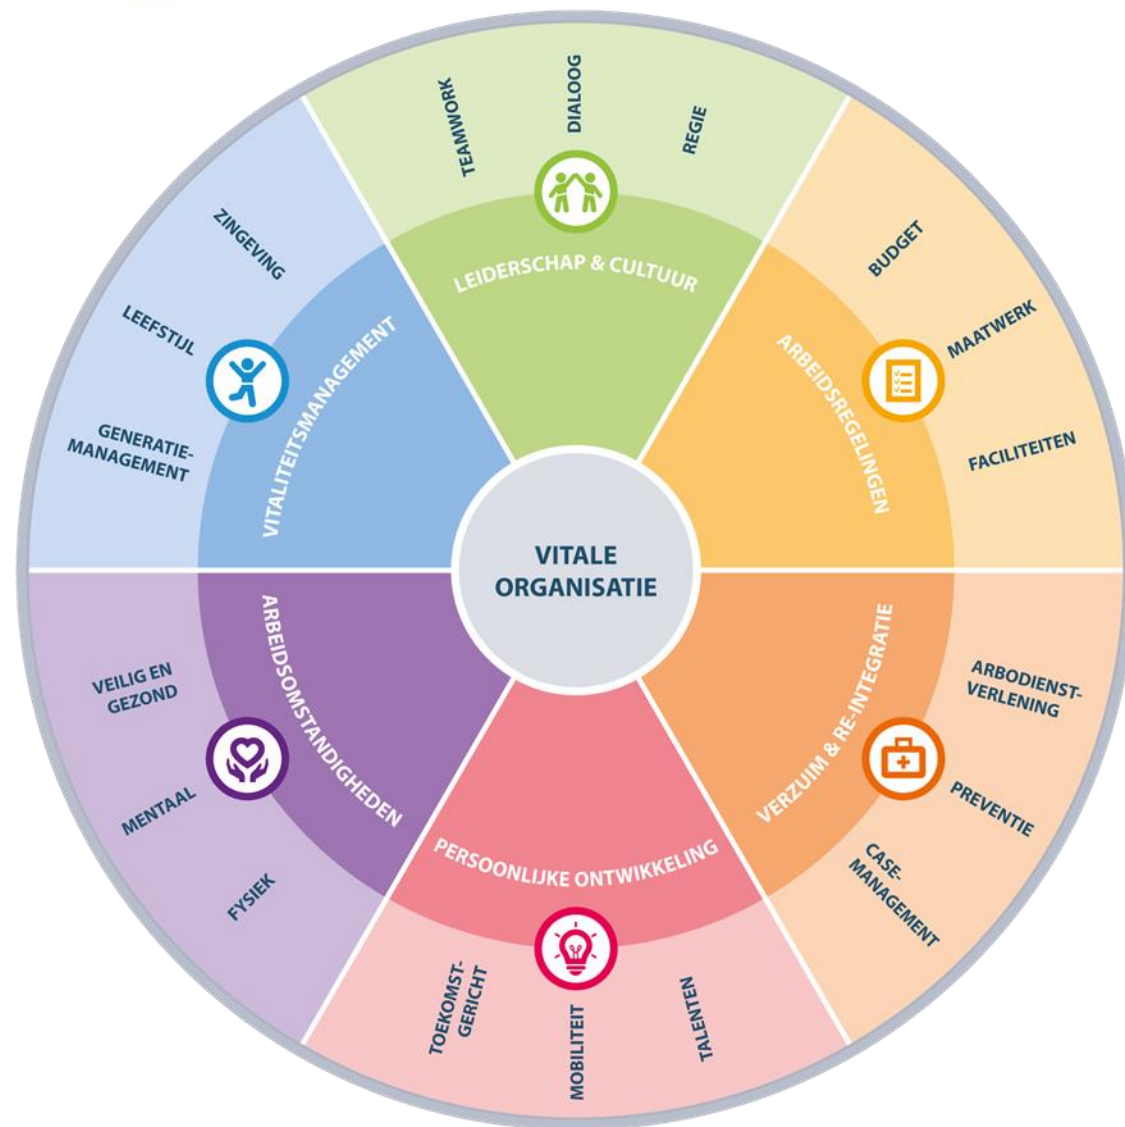 VITALE
ORGANISATIE
LEIDERSCHAP & CULTUUR
TEAMWORK
DIALOOG
REGIE
ARBEIDSREGELINGEN
BUDGET
MAATWERK
FACILITEITEN
VERZUIM & RE-INTEGRATIE
ARBODIENST-
VERLENING
PREVENTIE
CASE-
MANAGEMENT
PERSOONLIJKE ONTWIKKELING
TALENTEN
MOBILITEIT
TOEKOMST-
GERICHT
ARBEIDSOMSTANDIGHEDEN
FYSIEK
MENTAAL
VEILIG EN
GEZOND
VITALITEITSMANAGEMENT
GENERATIE-
MANAGEMENT
LEEFSTIJL
ZINGEVING